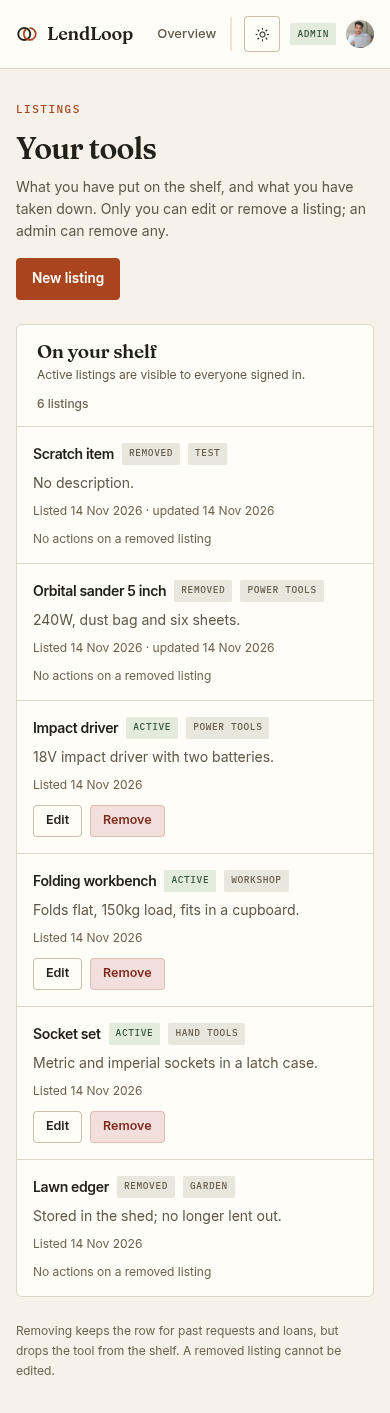 LendLoop Overview ADMIN
LISTINGS
Your tools
What you have put on the shelf, and what you have
taken down. Only you can edit or remove a listing; an
admin can remove any.
New listing
On your shelf
Active listings are visible to everyone signed in.
6 listings
Scratch item REMOVED TEST
No description.
Listed 14 Nov 2026 · updated 14 Nov 2026
No actions on a removed listing
Orbital sander 5 inch REMOVED POWER TOOLS
240W, dust bag and six sheets.
Listed 14 Nov 2026 · updated 14 Nov 2026
No actions on a removed listing
Impact driver ACTIVE POWER TOOLS
18V impact driver with two batteries.
Listed 14 Nov 2026
Edit Remove
Folding workbench ACTIVE WORKSHOP
Folds flat, 150kg load, fits in a cupboard.
Listed 14 Nov 2026
Edit Remove
Socket set ACTIVE HAND TOOLS
Metric and imperial sockets in a latch case.
Listed 14 Nov 2026
Edit Remove
Lawn edger REMOVED GARDEN
Stored in the shed; no longer lent out.
Listed 14 Nov 2026
No actions on a removed listing
Removing keeps the row for past requests and loans, but
drops the tool from the shelf. A removed listing cannot be
edited.